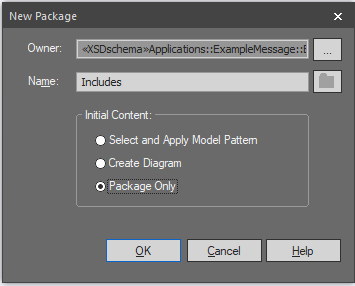 New Package
Owner: «XSDschema»Applications::ExampleMessage::E
...
Name: Includes
Initial Content:
Select and Apply Model Pattern
Create Diagram
Package Only
OK Cancel Help